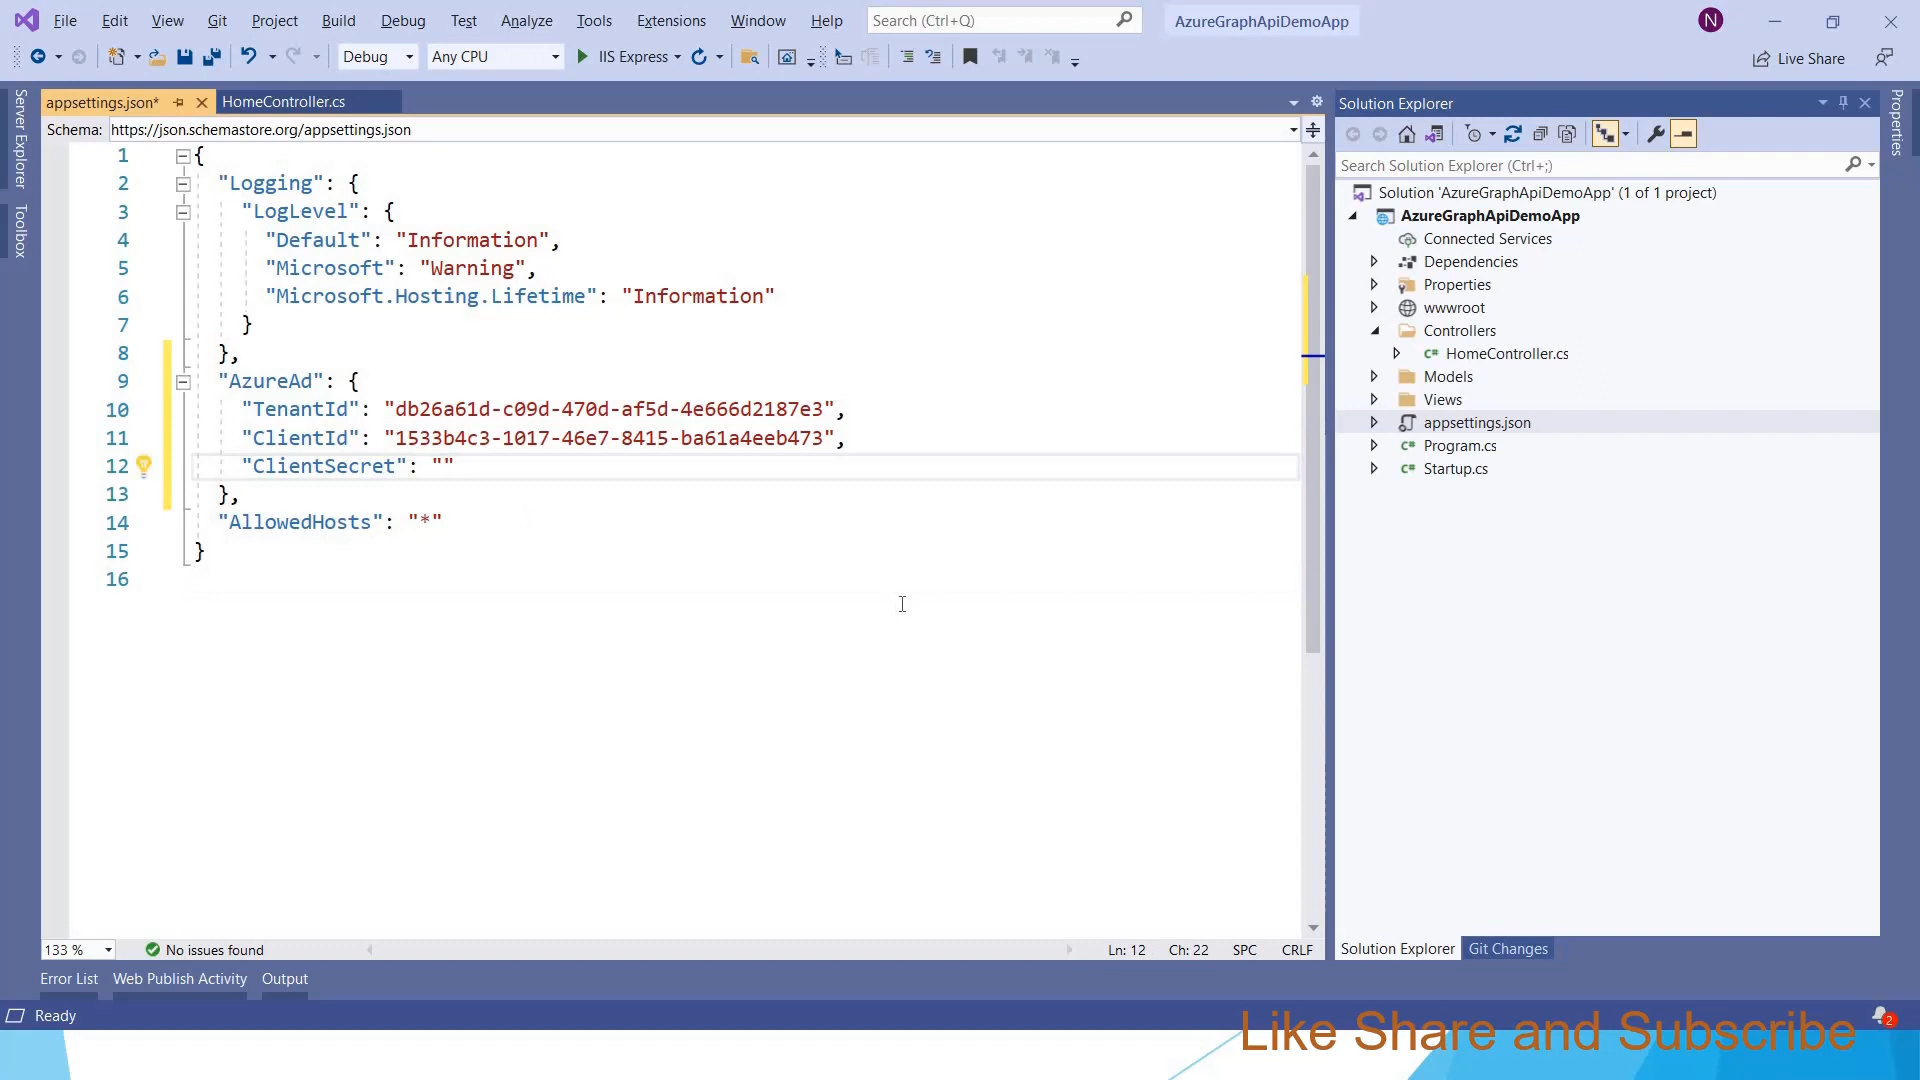 File Edit View Git Project Build Debug Test Analyze Tools Extensions Window Help Search (Ctrl+Q) AzureGraphApiDemoApp N
Debug Any CPU IIS Express Live Share
Server Explorer
Toolbox
appsettings.json* HomeController.cs
Schema: https://json.schemastore.org/appsettings.json
1 {
2 "Logging": {
3 "LogLevel": {
4 "Default": "Information",
5 "Microsoft": "Warning",
6 "Microsoft.Hosting.Lifetime": "Information"
7 }
8 },
9 "AzureAd": {
10 "TenantId": "db26a61d-c09d-470d-af5d-4e666d2187e3",
11 "ClientId": "1533b4c3-1017-46e7-8415-ba61a4eeb473",
12 "ClientSecret": ""
13 },
14 "AllowedHosts": "*"
15 }
16
133 % No issues found Ln: 12 Ch: 22 SPC CRLF
Solution Explorer
Search Solution Explorer (Ctrl+;)
Solution 'AzureGraphApiDemoApp' (1 of 1 project)
AzureGraphApiDemoApp
Connected Services
Dependencies
Properties
wwwroot
Controllers
C# HomeController.cs
Models
Views
appsettings.json
C# Program.cs
C# Startup.cs
Solution Explorer Git Changes
Properties
Error List Web Publish Activity Output
Ready 2
Like Share and Subscribe